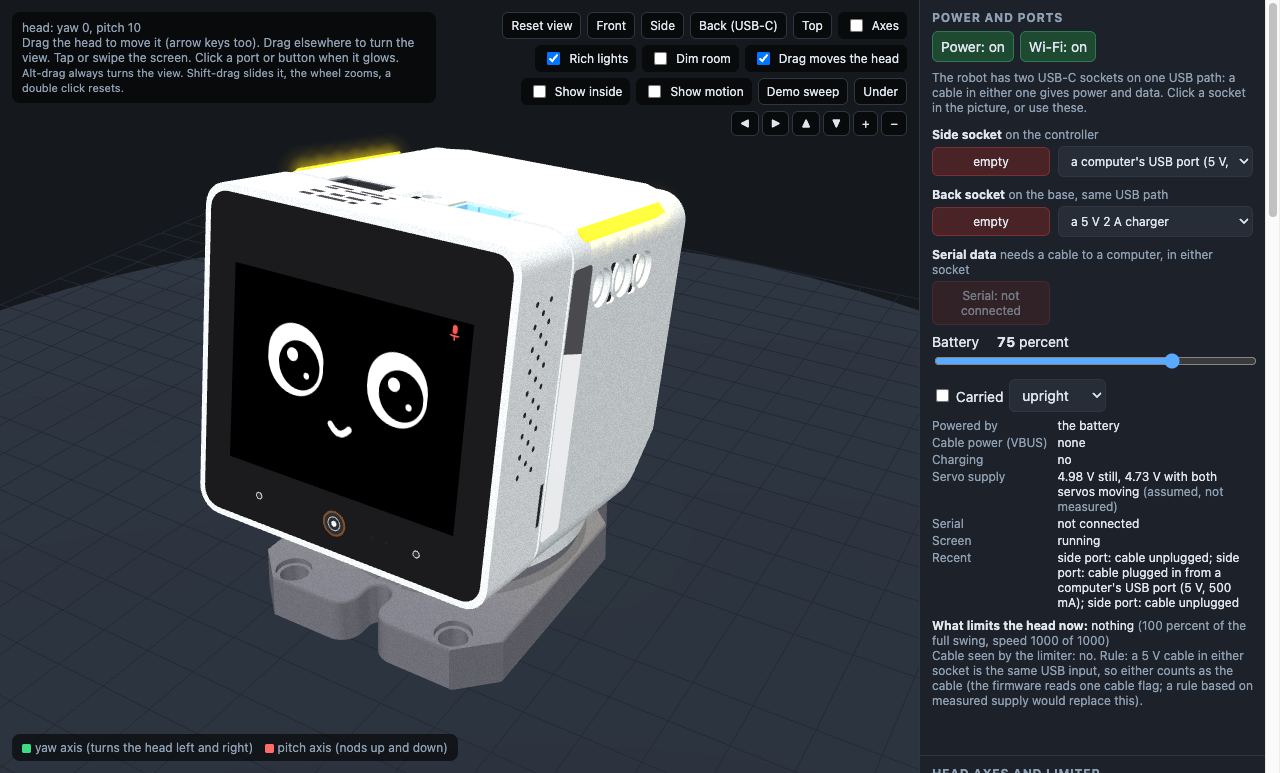 head: yaw 0, pitch 10
Drag the head to move it (arrow keys too). Drag elsewhere to turn the
view. Tap or swipe the screen. Click a port or button when it glows.
Alt-drag always turns the view. Shift-drag slides it, the wheel zooms, a
double click resets.
Reset view
Front
Side
Back (USB-C)
Top
Axes
Rich lights
Dim room
Drag moves the head
Show inside
Show motion
Demo sweep
Under
◀ ▶ ▲ ▼ + −
yaw axis (turns the head left and right)
pitch axis (nods up and down)
POWER AND PORTS
Power: on
Wi-Fi: on
The robot has two USB-C sockets on one USB path: a
cable in either one gives power and data. Click a socket
in the picture, or use these.
Side socket on the controller
empty
a computer's USB port (5 V,
Back socket on the base, same USB path
empty
a 5 V 2 A charger
Serial data needs a cable to a computer, in either
socket
Serial: not
connected
Battery 75 percent
Carried
upright
Powered by the battery
Cable power (VBUS) none
Charging no
Servo supply 4.98 V still, 4.73 V with both
servos moving (assumed, not
measured)
Serial not connected
Screen running
Recent side port: cable unplugged; side
port: cable plugged in from a
computer's USB port (5 V, 500
mA); side port: cable unplugged
What limits the head now: nothing (100 percent of the
full swing, speed 1000 of 1000)
Cable seen by the limiter: no. Rule: a 5 V cable in either
socket is the same USB input, so either counts as the
cable (the firmware reads one cable flag; a rule based on
measured supply would replace this).
HEAD AXES AND LIMITER